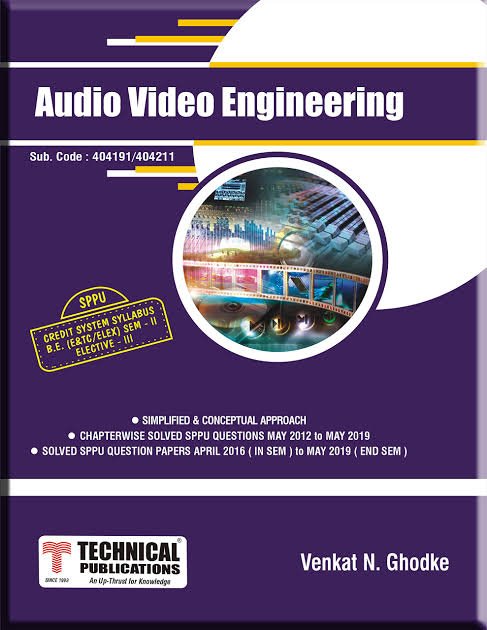 Audio Video Engineering
Sub. Code : 404191/404211
SPPU
CREDIT SYSTEM SYLLABUS
B.E. (E&TC/ELEX) SEM - II
ELECTIVE - III
● SIMPLIFIED & CONCEPTUAL APPROACH
● CHAPTERWISE SOLVED SPPU QUESTIONS MAY 2012 to MAY 2019
● SOLVED SPPU QUESTION PAPERS APRIL 2016 ( IN SEM ) to MAY 2019 ( END SEM )
TECHNICAL®
PUBLICATIONS
SINCE 1993 An Up-Thrust for Knowledge
Venkat N. Ghodke